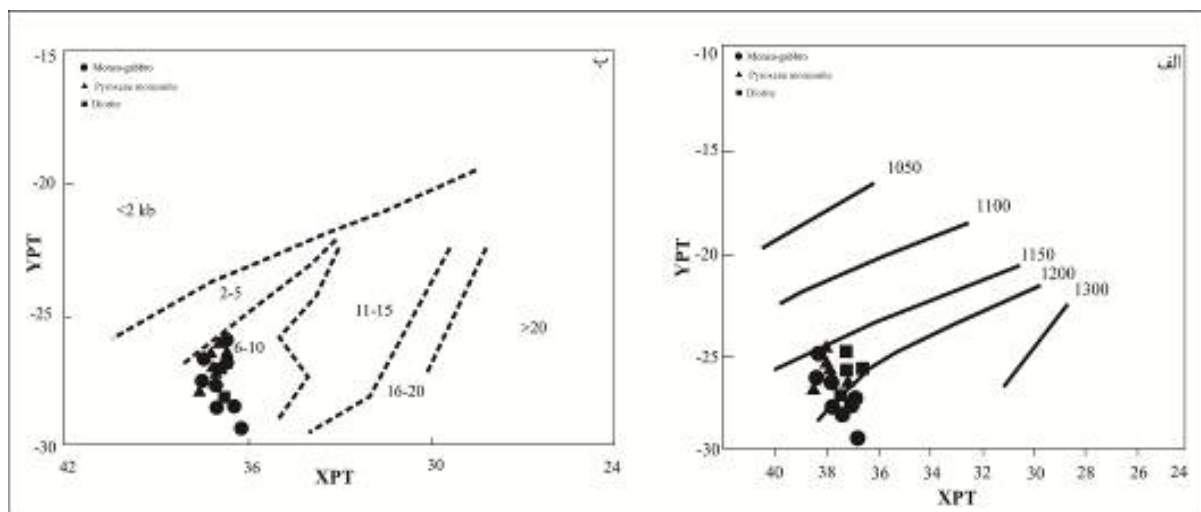 -15
ب-
Monzo-gabbro
Pyroxene monzonite
Diorite
-20
<2 kb
YPT
2-5
-25
6-10
11-15
>20
16-20
-30
42
36
30
24
XPT
-10
الف
Monzo-gabbro
Pyroxene monzonite
Diorite
-15
1050
1100
-20
YPT
1150
1200
1300
-25
-30
40
38
36
34
32
30
28
26
24
XPT